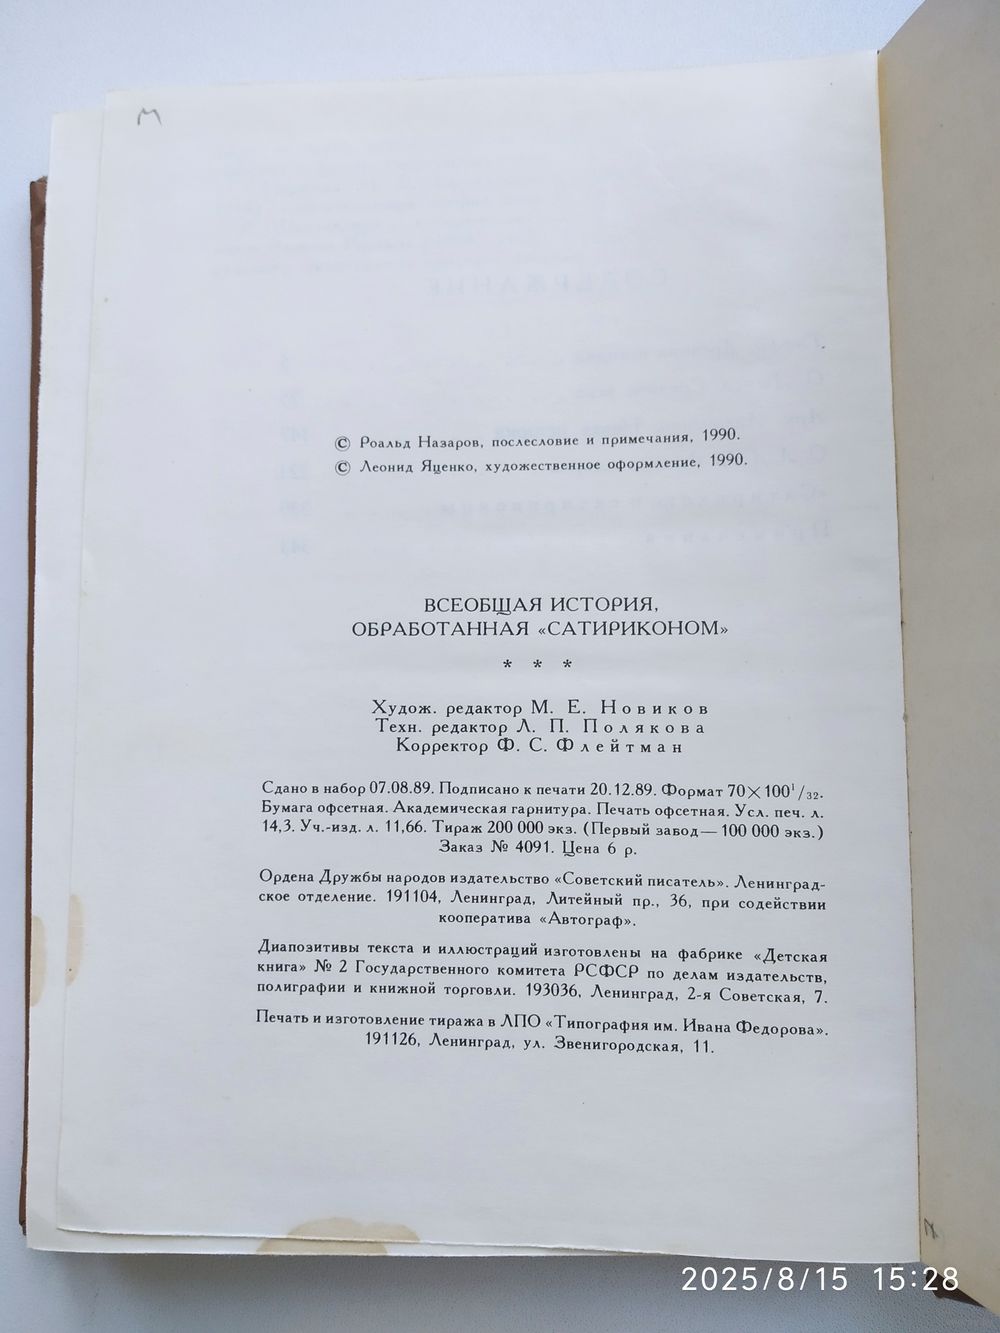 М
© Роальд Назаров, послесловие и примечания, 1990.
© Леонид Яценко, художественное оформление, 1990.
ВСЕОБЩАЯ ИСТОРИЯ,
ОБРАБОТАННАЯ «САТИРИКОНОМ»
* * *
Худож. редактор М. Е. Новиков
Техн. редактор Л. П. Полякова
Корректор Ф. С. Флейтман
Сдано в набор 07.08.89. Подписано к печати 20.12.89. Формат 70×100¹/₃₂.
Бумага офсетная. Академическая гарнитура. Печать офсетная. Усл. печ. л.
14,3. Уч.-изд. л. 11,66. Тираж 200 000 экз. (Первый завод— 100 000 экз.)
Заказ № 4091. Цена 6 р.
Ордена Дружбы народов издательство «Советский писатель». Ленинград-
ское отделение. 191104, Ленинград, Литейный пр., 36, при содействии
кооператива «Автограф».
Диапозитивы текста и иллюстраций изготовлены на фабрике «Детская
книга» № 2 Государственного комитета РСФСР по делам издательств,
полиграфии и книжной торговли. 193036, Ленинград, 2-я Советская, 7.
Печать и изготовление тиража в ЛПО «Типография им. Ивана Федорова».
191126, Ленинград, ул. Звенигородская, 11.
2025/8/15 15:28